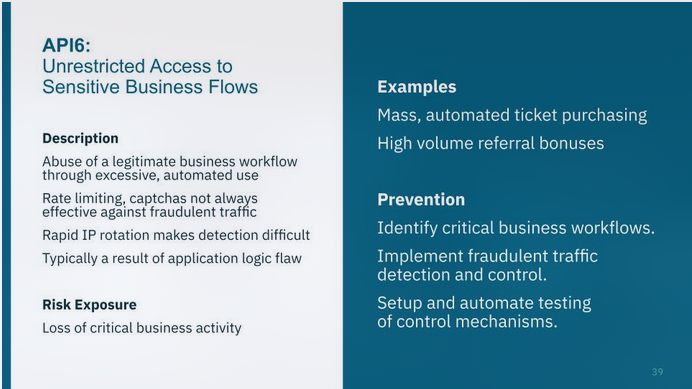 API6:
Unrestricted Access to
Sensitive Business Flows
Description
Abuse of a legitimate business workflow
through excessive, automated use
Rate limiting, captchas not always
effective against fraudulent traffic
Rapid IP rotation makes detection difficult
Typically a result of application logic flaw
Risk Exposure
Loss of critical business activity
Examples
Mass, automated ticket purchasing
High volume referral bonuses
Prevention
Identify critical business workflows.
Implement fraudulent traffic
detection and control.
Setup and automate testing
of control mechanisms.
39